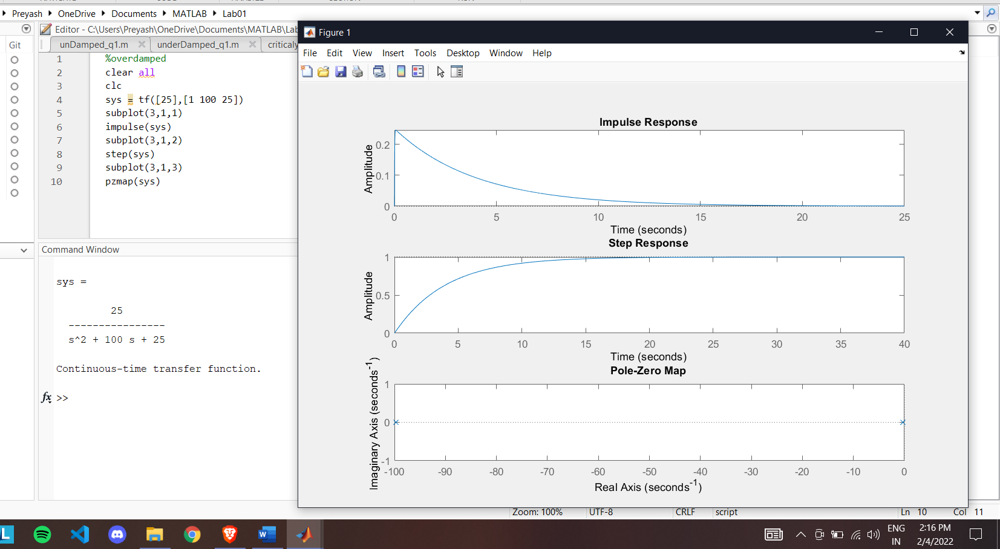 Preyash OneDrive Documents MATLAB Lab01
Editor - C:\Users\Preyash\OneDrive\Documents\MATLAB\Lab
Git
unDamped_q1.m underDamped_q1.m criticaly
1 %overdamped
2 clear all
3 clc
4 sys = tf([25],[1 100 25])
5 subplot(3,1,1)
6 impulse(sys)
7 subplot(3,1,2)
8 step(sys)
9 subplot(3,1,3)
10 pzmap(sys)
Command Window
sys =
25
----------------
s^2 + 100 s + 25
Continuous-time transfer function.
fx >>
Figure 1
File Edit View Insert Tools Desktop Window Help
Impulse Response
Amplitude
0.2
0.1
0
0 5 10 15 20 25
Time (seconds)
Step Response
Amplitude
1
0.5
0
0 5 10 15 20 25 30 35 40
Time (seconds)
Pole-Zero Map
Imaginary Axis (seconds^-1)
1
0
-1
-100 -90 -80 -70 -60 -50 -40 -30 -20 -10 0
Real Axis (seconds^-1)
Zoom: 100% UTF-8 CRLF script Ln 10 Col 11
L
W
ENG
IN
2:16 PM
2/4/2022